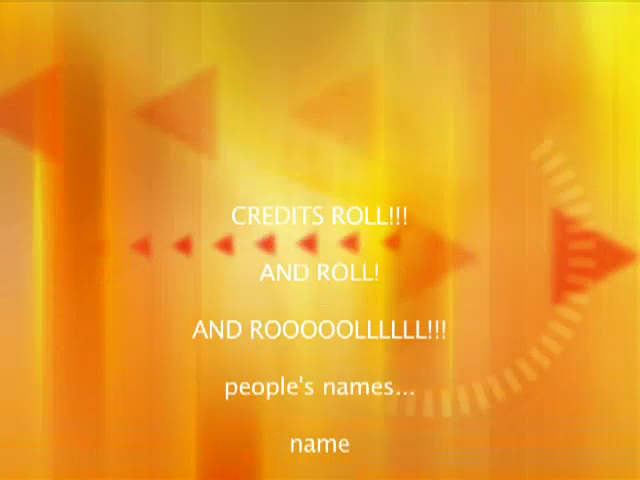 CREDITS ROLL!!!
AND ROLL!
AND ROOOOOLLLLLL!!!
people's names...
name